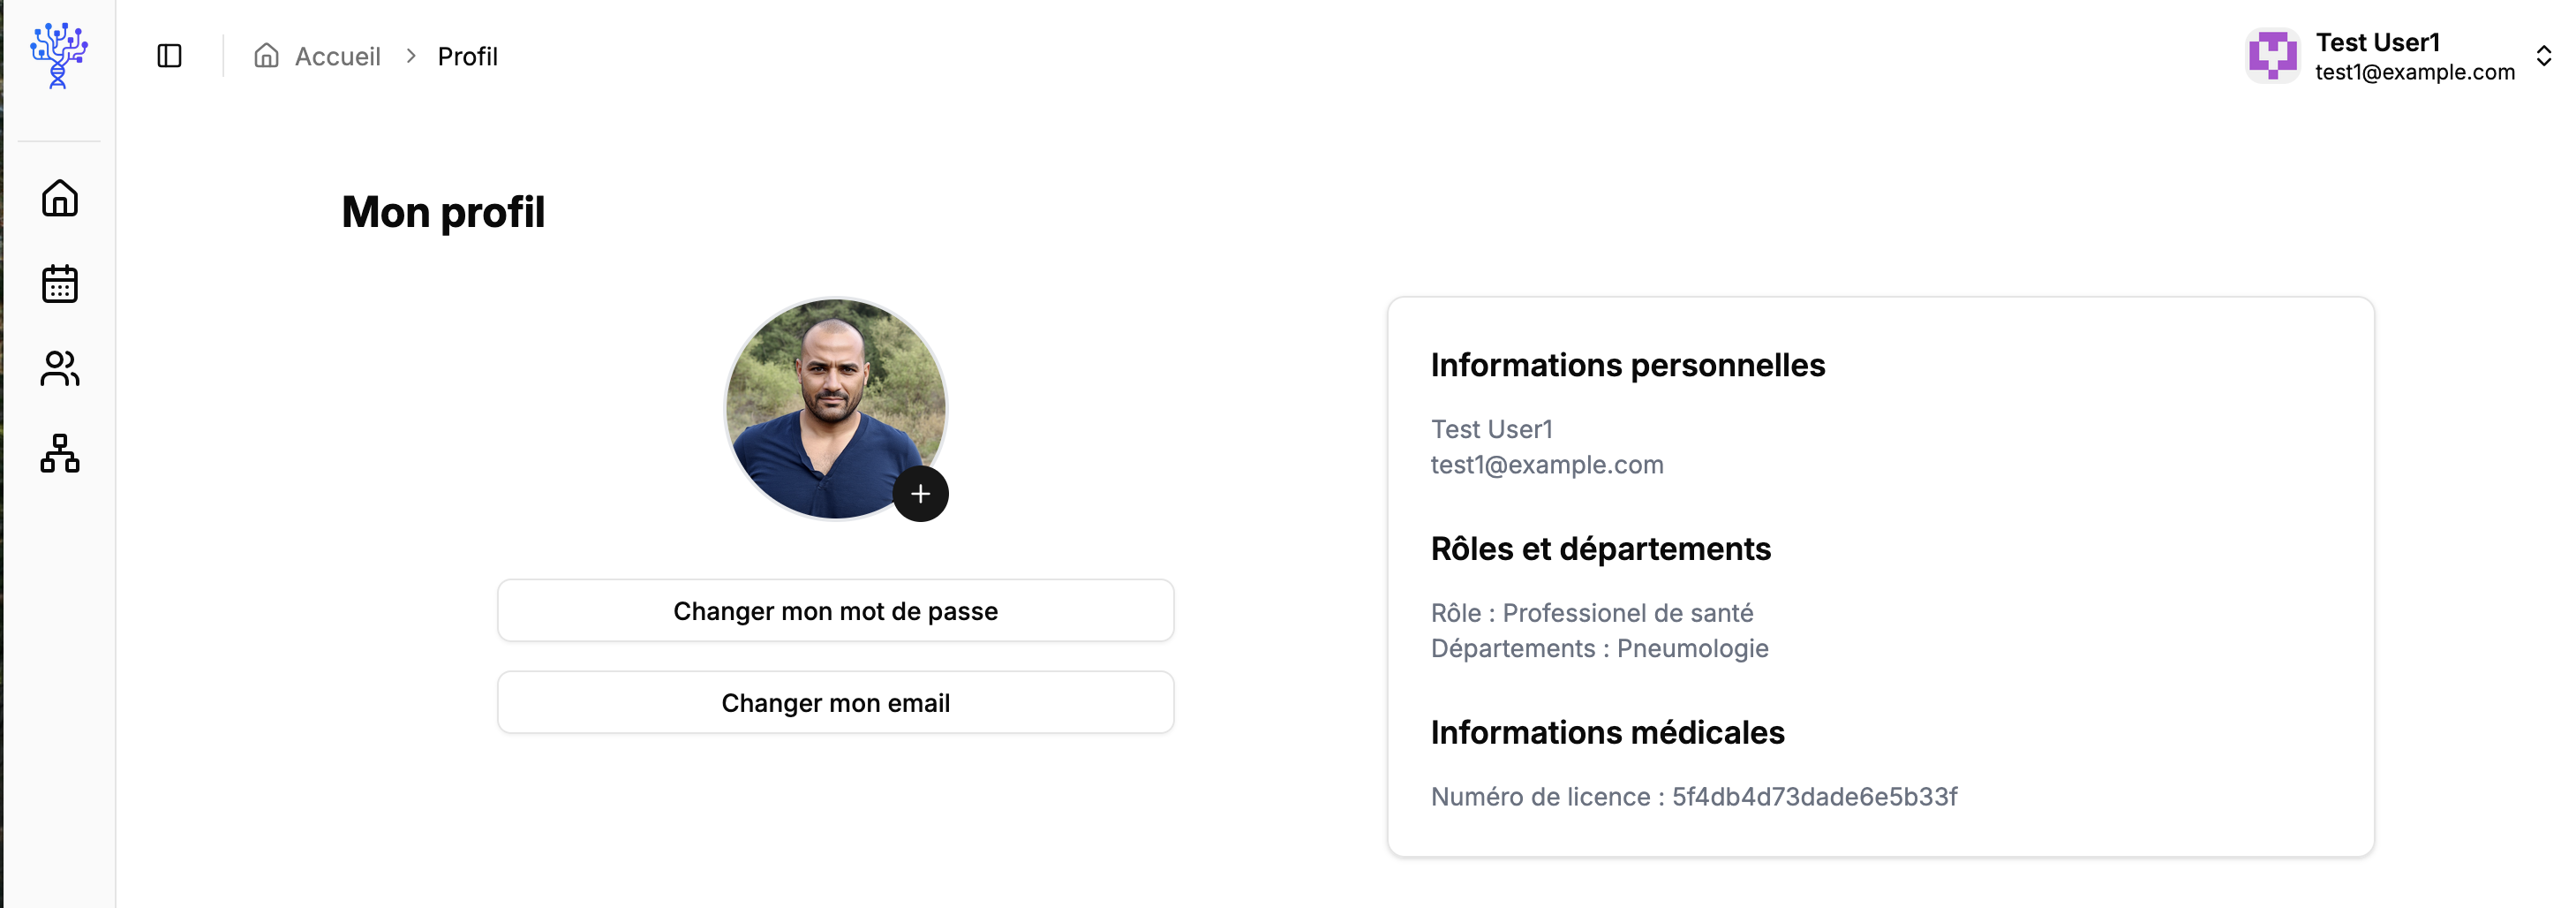 Accueil > Profil
Test User1
test1@example.com
Mon profil
Changer mon mot de passe
Changer mon email
Informations personnelles
Test User1
test1@example.com
Rôles et départements
Rôle : Professionel de santé
Départements : Pneumologie
Informations médicales
Numéro de licence : 5f4db4d73dade6e5b33f